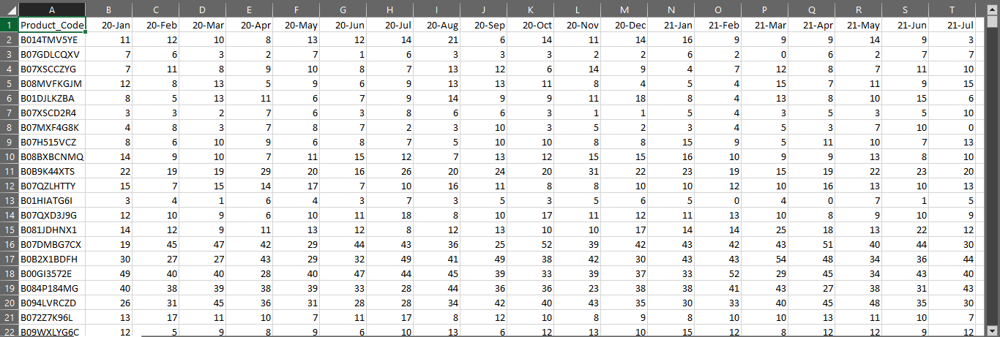 A B C D E F G H I J K L M N O P Q R S T
1 Product_Code 20-Jan 20-Feb 20-Mar 20-Apr 20-May 20-Jun 20-Jul 20-Aug 20-Sep 20-Oct 20-Nov 20-Dec 21-Jan 21-Feb 21-Mar 21-Apr 21-May 21-Jun 21-Jul
2 B014TMV5YE 11 12 10 8 13 12 14 21 6 14 11 14 16 9 9 9 14 9 3
3 B07GDLCQXV 7 6 3 2 7 1 6 3 3 3 2 2 6 2 0 6 2 7 7
4 B07XSCCZYG 7 11 8 9 10 8 7 13 12 6 14 9 4 7 12 8 7 11 10
5 B08MVFKGJM 12 8 13 5 9 6 9 13 13 11 8 4 5 4 15 7 11 9 15
6 B01DJLKZBA 8 5 13 11 6 7 9 14 9 9 11 18 8 4 13 8 10 15 6
7 B07XSCD2R4 3 3 2 7 6 3 8 6 6 3 1 1 5 4 3 5 3 5 10
8 B07MXF4G8K 4 8 3 7 8 7 2 3 10 3 5 2 3 4 5 3 7 10 0
9 B07H515VCZ 8 6 10 9 6 8 7 5 10 10 8 8 15 9 5 11 10 7 13
10 B08BXBCNMQ 14 9 10 7 11 15 12 7 13 12 15 15 16 10 9 9 13 8 10
11 B0B9K44XTS 22 19 19 29 20 16 26 20 24 20 31 22 23 19 15 19 22 23 20
12 B07QZLHTTY 15 7 15 14 17 7 10 16 11 8 8 10 10 12 10 16 13 10 13
13 B01HIATG6I 3 4 1 6 4 3 7 3 5 3 5 6 5 0 4 0 7 1 5
14 B07QXD3J9G 12 10 9 6 10 11 18 8 10 17 11 12 11 13 10 8 9 10 9
15 B081JDHNX1 14 12 9 11 13 12 8 12 13 10 10 17 14 14 25 18 13 22 12
16 B07DMBG7CX 19 45 47 42 29 44 43 36 25 52 39 42 43 42 43 51 40 44 30
17 B0B2X1BDFH 30 27 27 43 29 32 49 41 49 38 42 30 43 43 54 48 34 36 44
18 B00GI3572E 49 40 40 28 40 47 44 45 39 33 39 37 33 52 29 45 34 43 40
19 B084P184MG 40 38 39 38 39 33 28 44 36 36 23 38 38 41 43 27 38 31 43
20 B094LVRCZD 26 31 45 36 31 28 28 34 42 40 43 35 30 33 40 45 48 35 30
21 B072Z7K96L 13 17 11 10 7 11 17 8 12 10 8 9 8 10 10 13 11 10 7
22 B09WXLYG6C 12 5 9 8 9 6 10 13 6 12 13 10 15 12 8 12 12 9 12